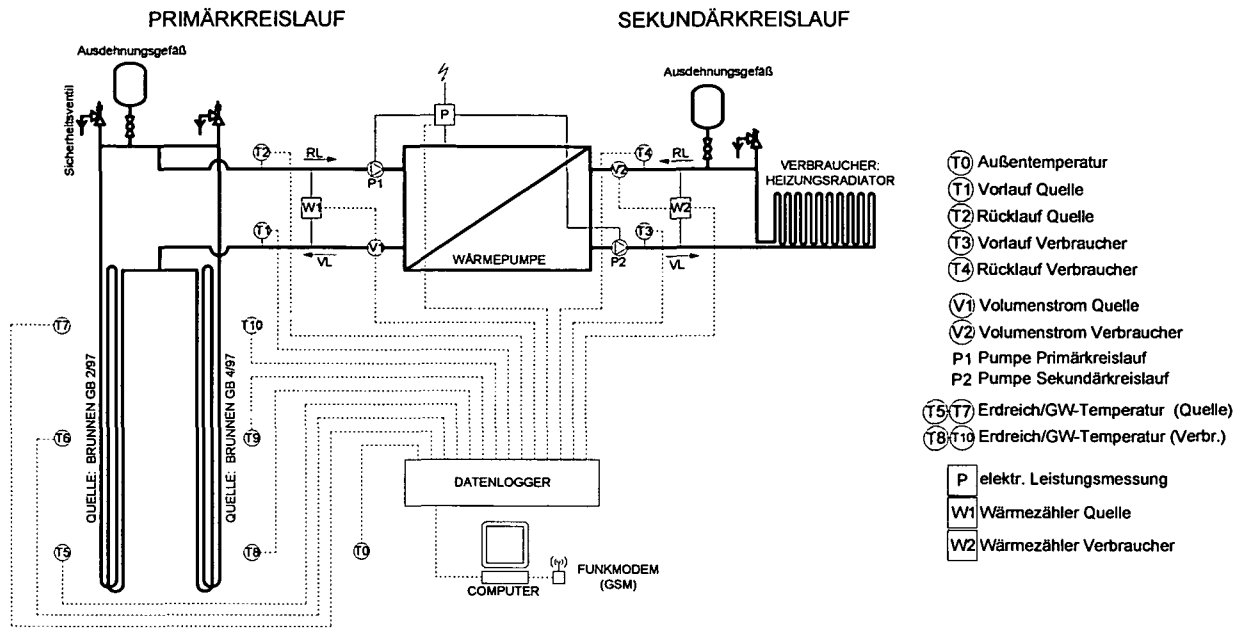 PRIMÄRKREISLAUF
SEKUNDÄRKREISLAUF
Ausdehnungsgefäß
Sicherheitsventil
Ausdehnungsgefäß
P
T2
RL
P1
T4
RL
V2
VERBRAUCHER:
HEIZUNGSRADIATOR
W1
W2
T1
VL
V1
WÄRMEPUMPE
T3
P2
VL
T7
T10
QUELLE: BRUNNEN GB 2/97
QUELLE: BRUNNEN GB 4/97
T6
T9
DATENLOGGER
T5
T8
T0
COMPUTER
FUNKMODEM
(GSM)
T0 Außentemperatur
T1 Vorlauf Quelle
T2 Rücklauf Quelle
T3 Vorlauf Verbraucher
T4 Rücklauf Verbraucher
V1 Volumenstrom Quelle
V2 Volumenstrom Verbraucher
P1 Pumpe Primärkreislauf
P2 Pumpe Sekundärkreislauf
T5-T7 Erdreich/GW-Temperatur (Quelle)
T8-T10 Erdreich/GW-Temperatur (Verbr.)
P elektr. Leistungsmessung
W1 Wärmezähler Quelle
W2 Wärmezähler Verbraucher